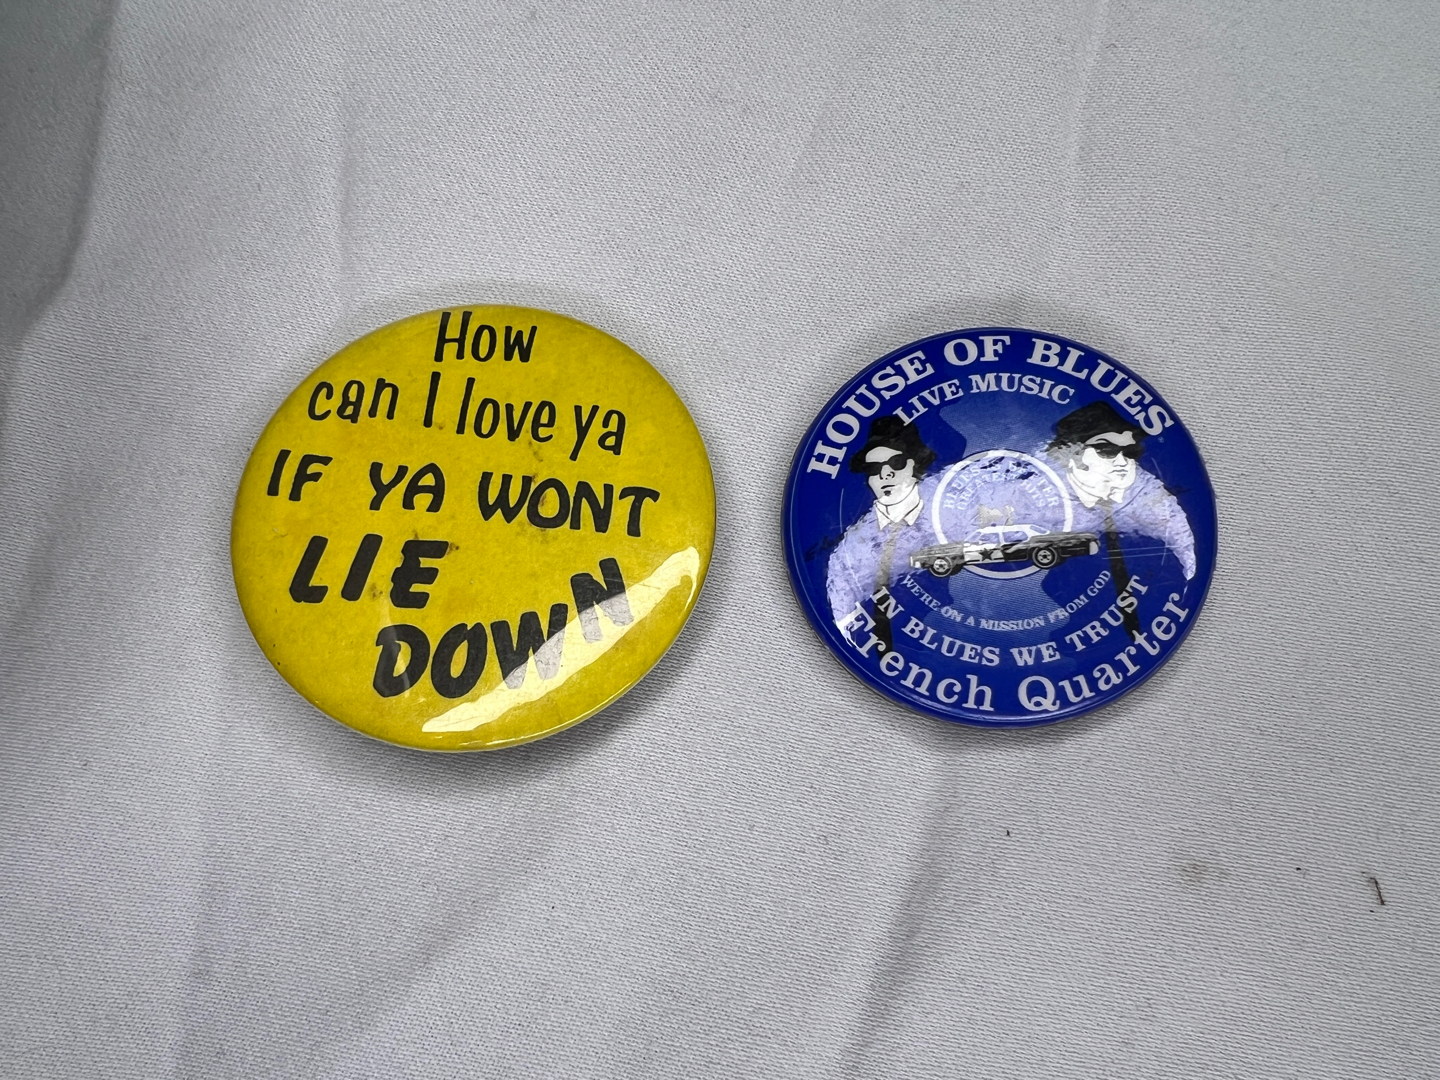 How
can I love ya
IF YA WONT
LIE
DOWN
HOUSE OF BLUES
LIVE MUSIC
WE'RE ON A MISSION FROM GOD
IN BLUES WE TRUST
French Quarter